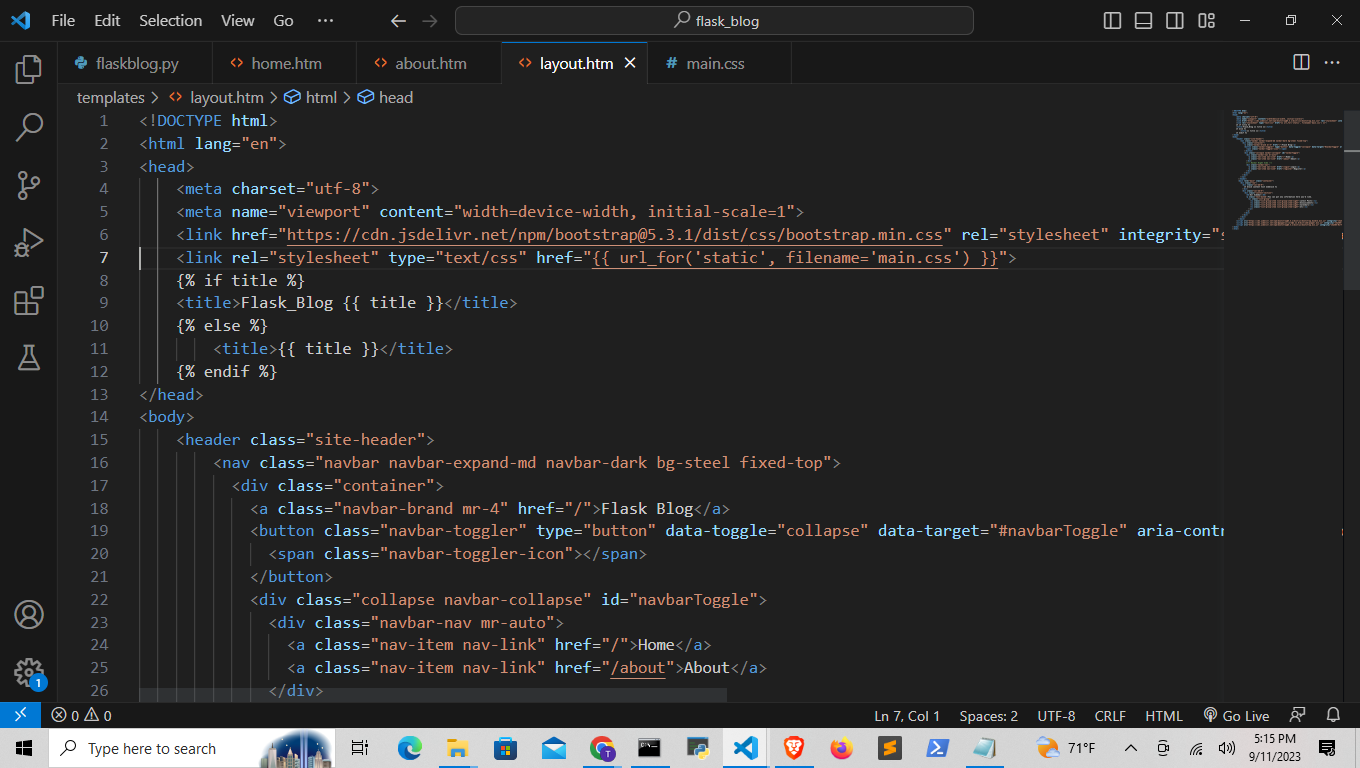 File Edit Selection View Go ··· flask_blog
flaskblog.py home.htm about.htm layout.htm # main.css
templates > layout.htm > html > head
1 <!DOCTYPE html>
2 <html lang="en">
3 <head>
4 <meta charset="utf-8">
5 <meta name="viewport" content="width=device-width, initial-scale=1">
6 <link href="https://cdn.jsdelivr.net/npm/bootstrap@5.3.1/dist/css/bootstrap.min.css" rel="stylesheet" integrity="s
7 <link rel="stylesheet" type="text/css" href="{{ url_for('static', filename='main.css') }}">
8 {% if title %}
9 <title>Flask_Blog {{ title }}</title>
10 {% else %}
11 <title>{{ title }}</title>
12 {% endif %}
13 </head>
14 <body>
15 <header class="site-header">
16 <nav class="navbar navbar-expand-md navbar-dark bg-steel fixed-top">
17 <div class="container">
18 <a class="navbar-brand mr-4" href="/">Flask Blog</a>
19 <button class="navbar-toggler" type="button" data-toggle="collapse" data-target="#navbarToggle" aria-contr
20 <span class="navbar-toggler-icon"></span>
21 </button>
22 <div class="collapse navbar-collapse" id="navbarToggle">
23 <div class="navbar-nav mr-auto">
24 <a class="nav-item nav-link" href="/">Home</a>
25 <a class="nav-item nav-link" href="/about">About</a>
26 </div>
1
0 0 Ln 7, Col 1 Spaces: 2 UTF-8 CRLF HTML Go Live
Type here to search 71°F 5:15 PM
9/11/2023